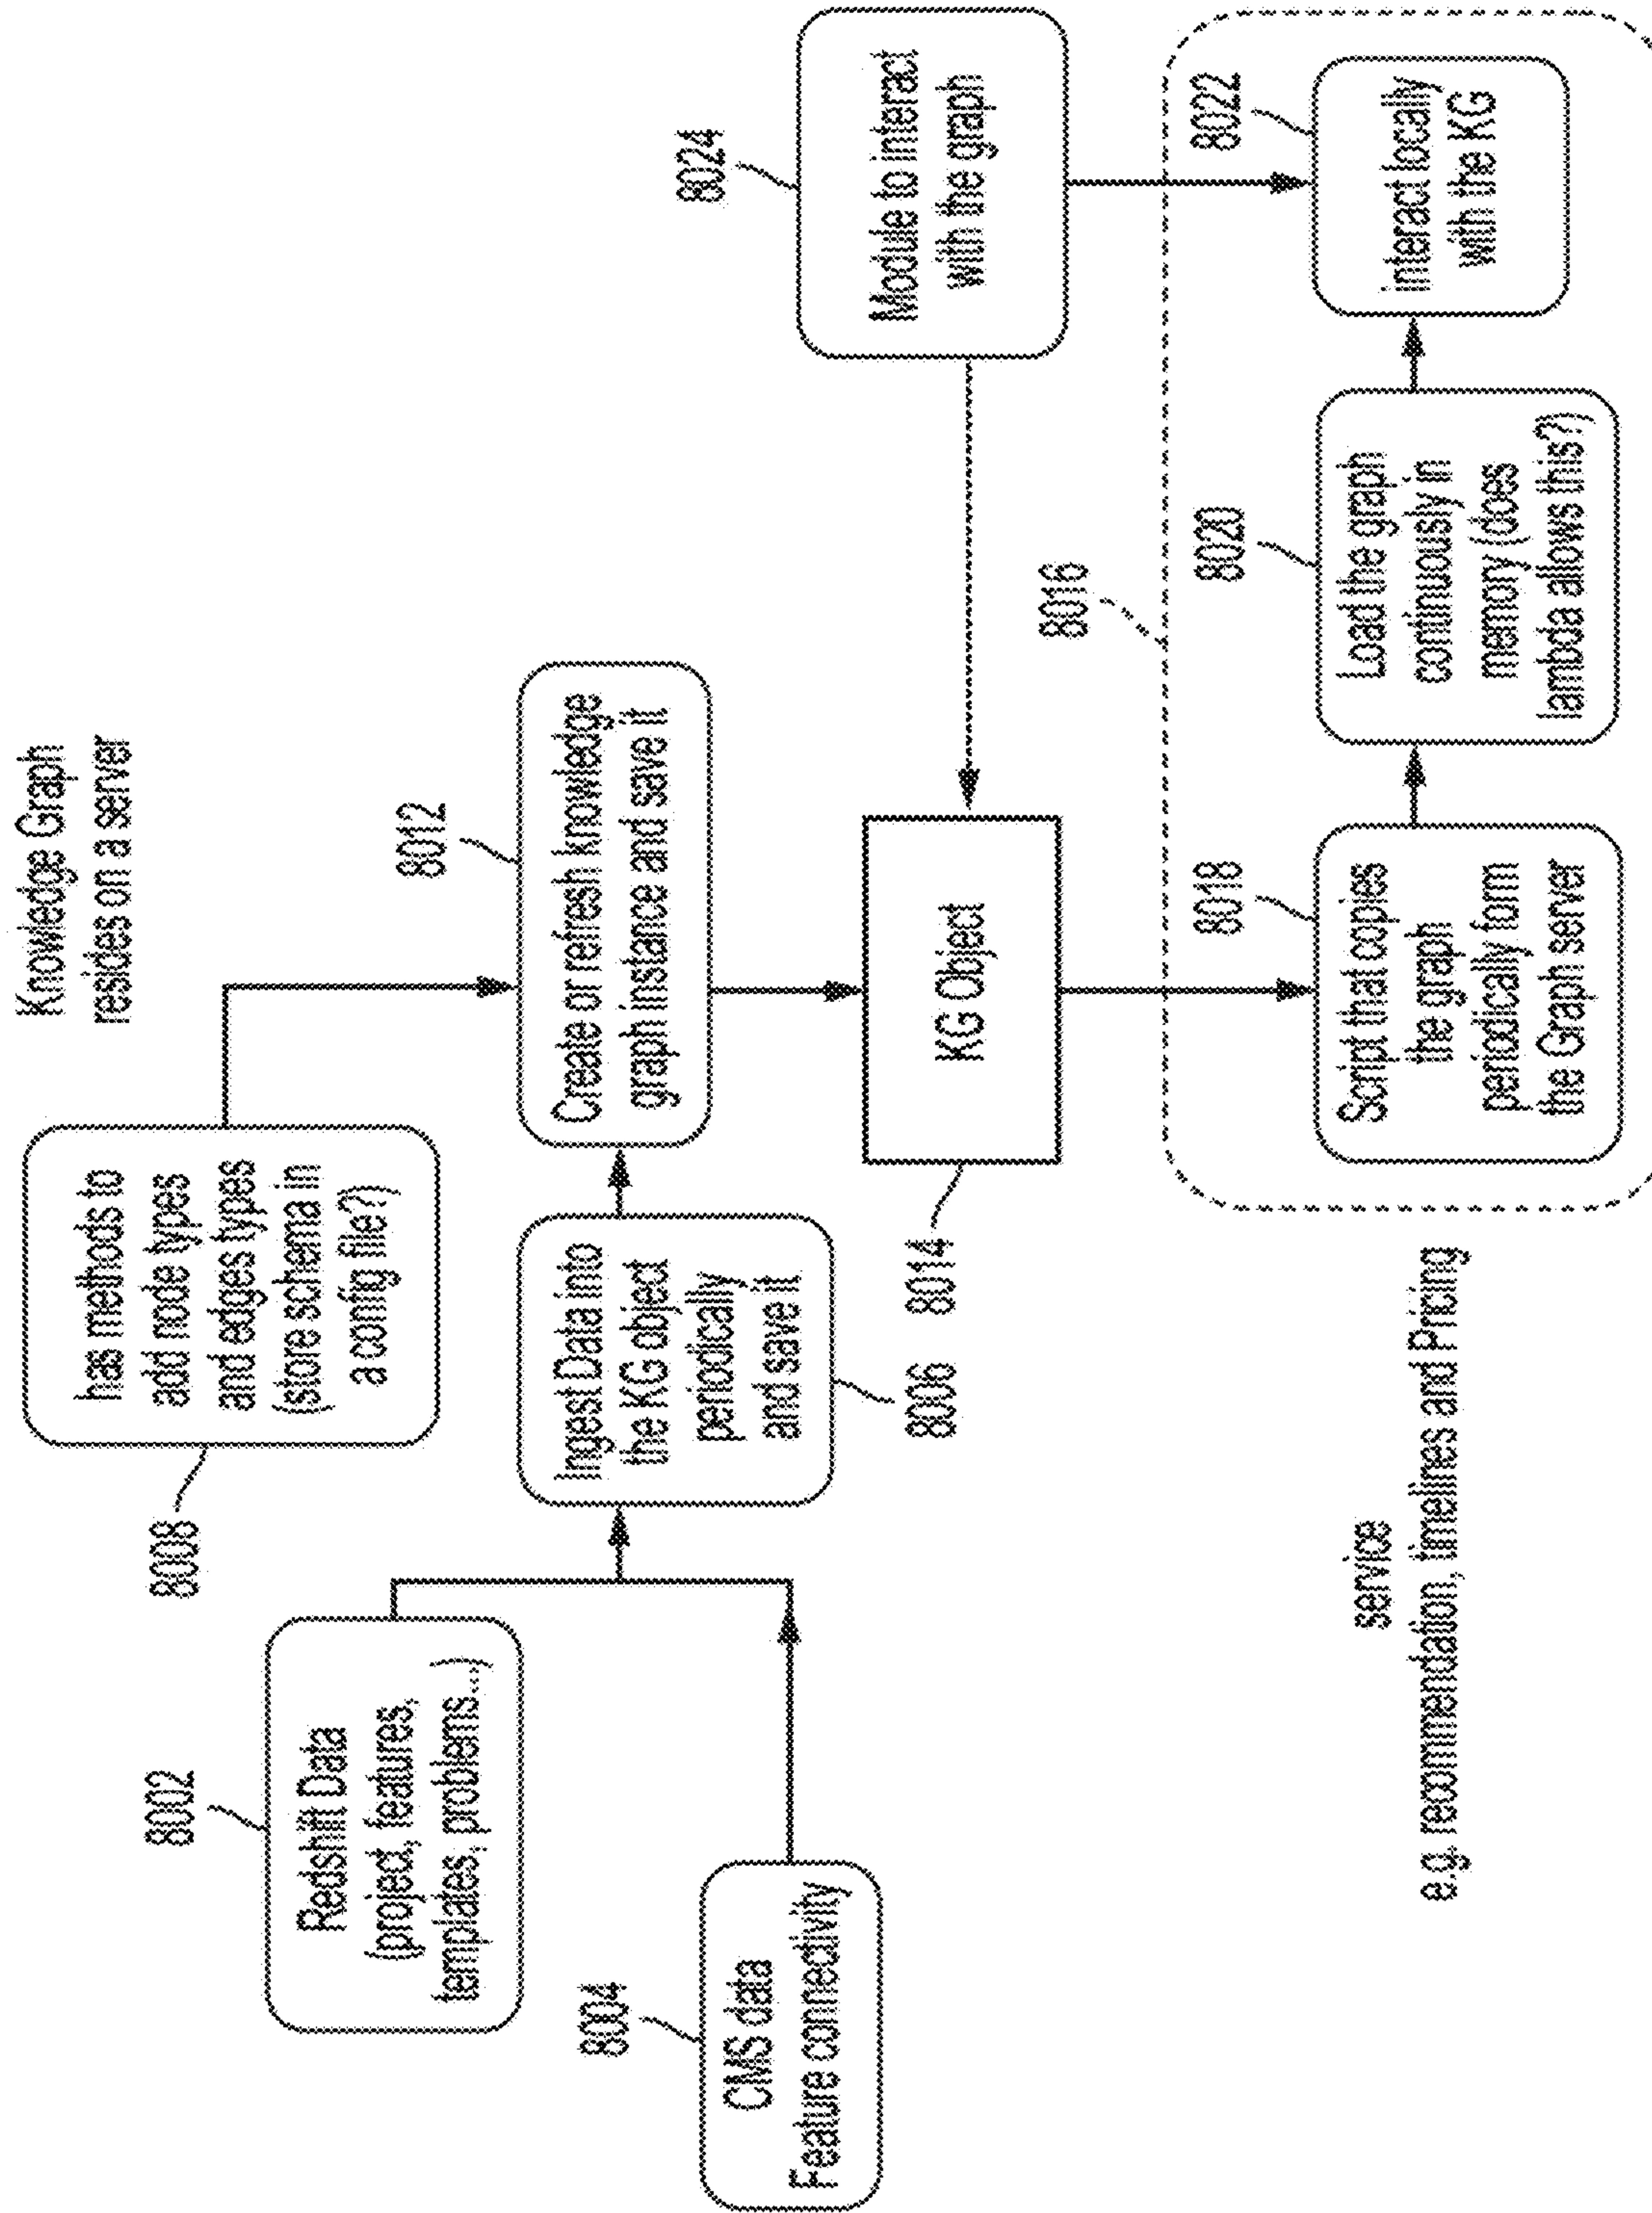 Knowledge Graph
resides on a server
8008
has methods to
add node types
and edges types
(store schema in
a config file?)
8002
Redshift Data
(project, features,
templates, problems...)
8004
CMS data
Feature connectivity
Ingest Data into
the KG object
periodically
and save it
8006
8012
Create or refresh knowledge
graph instance and save it
KG Object
8014
8024
Module to interact
with the graph
8016
8018
Script that copies
the graph
periodically form
the Graph server
8020
Load the graph
continuously in
memory (does
lambda allows this?)
8022
interact locally
with the KG
service
e.g. recommendation, timelines and Pricing